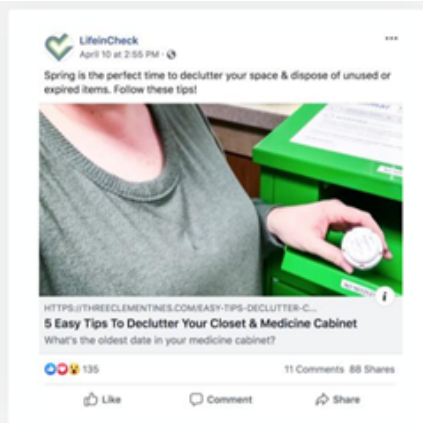 LifeinCheck
April 10 at 2:55 PM ·
Spring is the perfect time to declutter your space & dispose of unused or
expired items. Follow these tips!
HTTPS://THREECLEMENTINES.COM/EASY-TIPS-DECLUTTER-C...
5 Easy Tips To Declutter Your Closet & Medicine Cabinet
What's the oldest date in your medicine cabinet?
135
11 Comments 88 Shares
Like
Comment
Share